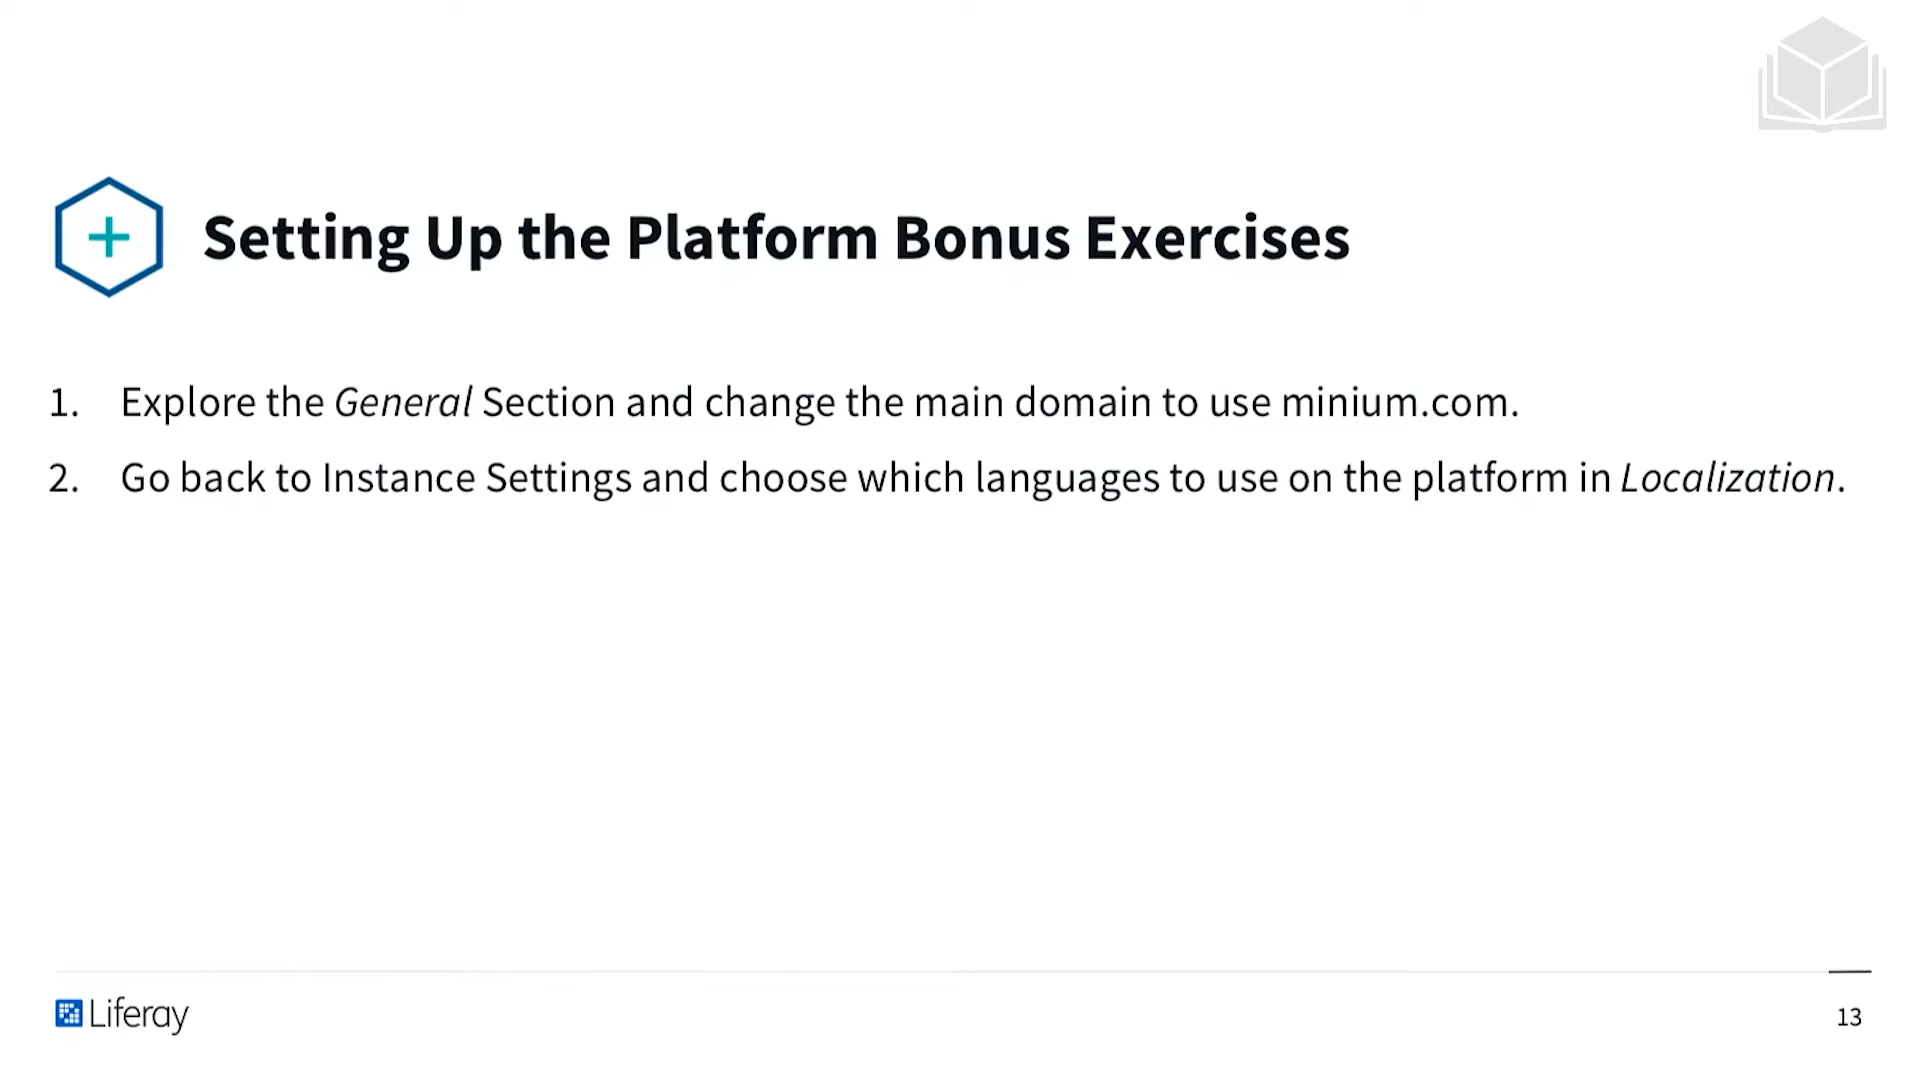 Setting Up the Platform Bonus Exercises
1. Explore the General Section and change the main domain to use minium.com.
2. Go back to Instance Settings and choose which languages to use on the platform in Localization.
Liferay
13